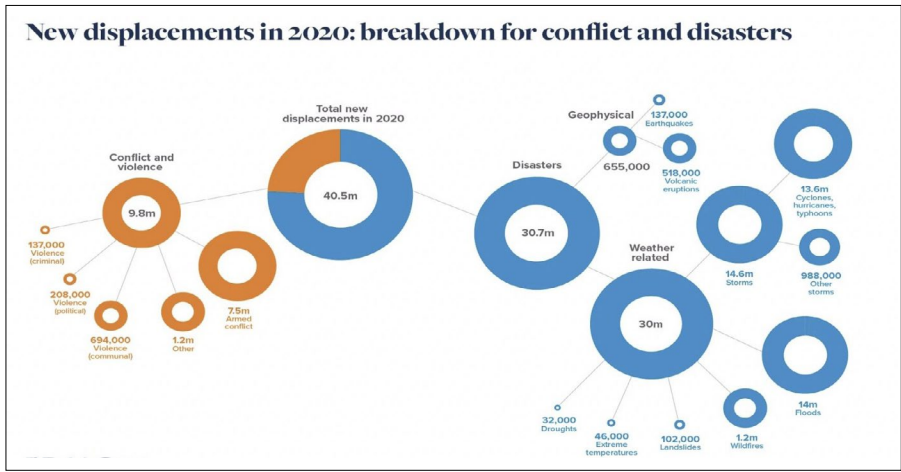 New displacements in 2020: breakdown for conflict and disasters
Total new
displacements in 2020
40.5m
Conflict and
violence
9.8m
137,000
Violence
(criminal)
208,000
Violence
(political)
694,000
Violence
(communal)
1.2m
Other
7.5m
Armed
conflict
Disasters
30.7m
Geophysical
655,000
137,000
Earthquakes
518,000
Volcanic
eruptions
Weather
related
30m
14.6m
Storms
13.6m
Cyclones,
hurricanes,
typhoons
988,000
Other
storms
14m
Floods
1.2m
Wildfires
102,000
Landslides
46,000
Extreme
temperatures
32,000
Droughts